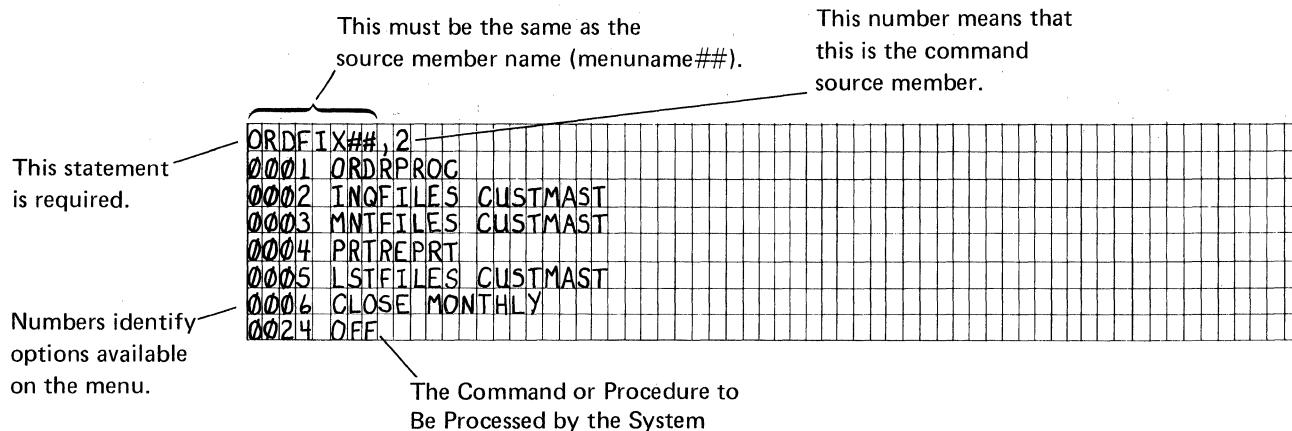 This must be the same as the
source member name (menuname##).
This number means that
this is the command
source member.
This statement
is required.
ORDFIX##,2
0001 ORDRPROC
0002 INQFILES CUSTMAST
0003 MNTFILES CUSTMAST
0004 PRTREPRT
0005 LSTFILES CUSTMAST
0006 CLOSE MONTHLY
0024 OFF
Numbers identify
options available
on the menu.
The Command or Procedure to
Be Processed by the System